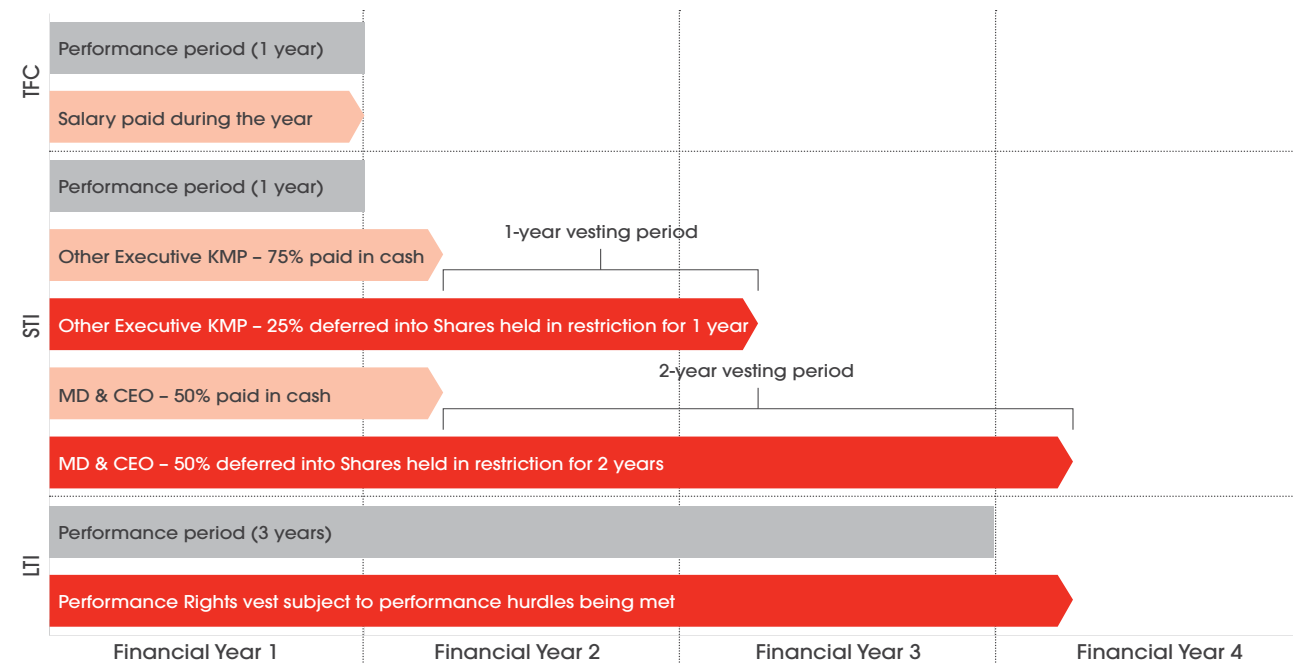 TFC
Performance period (1 year)
Salary paid during the year
STI
Performance period (1 year)
Other Executive KMP – 75% paid in cash
1-year vesting period
Other Executive KMP – 25% deferred into Shares held in restriction for 1 year
MD & CEO – 50% paid in cash
2-year vesting period
MD & CEO – 50% deferred into Shares held in restriction for 2 years
LTI
Performance period (3 years)
Performance Rights vest subject to performance hurdles being met
Financial Year 1
Financial Year 2
Financial Year 3
Financial Year 4